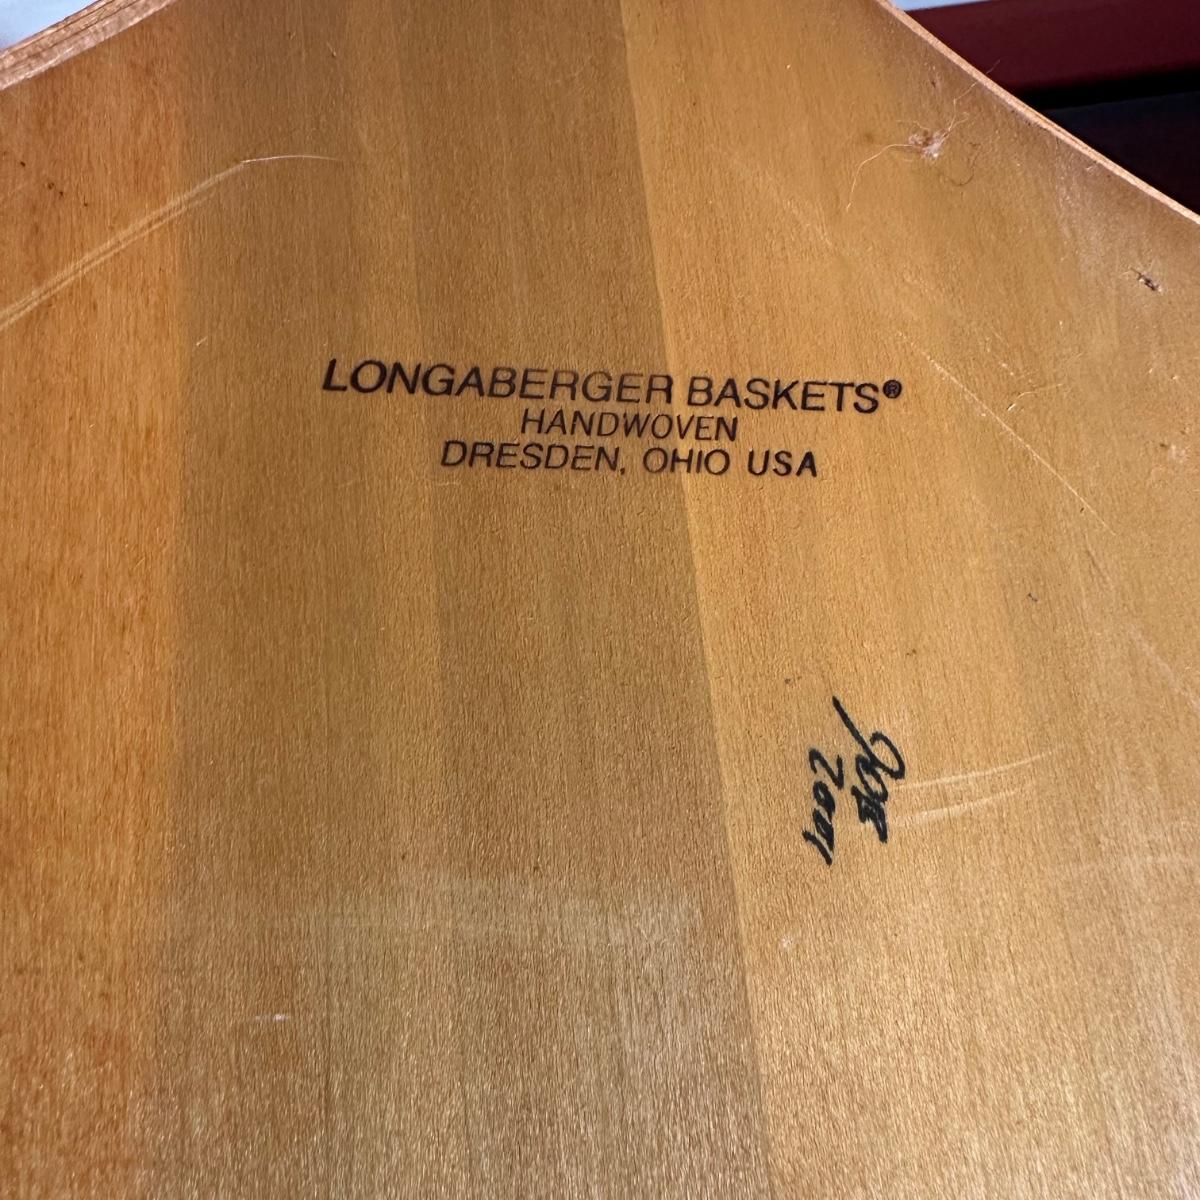 LONGABERGER BASKETS®
HANDWOVEN
DRESDEN, OHIO USA
2001